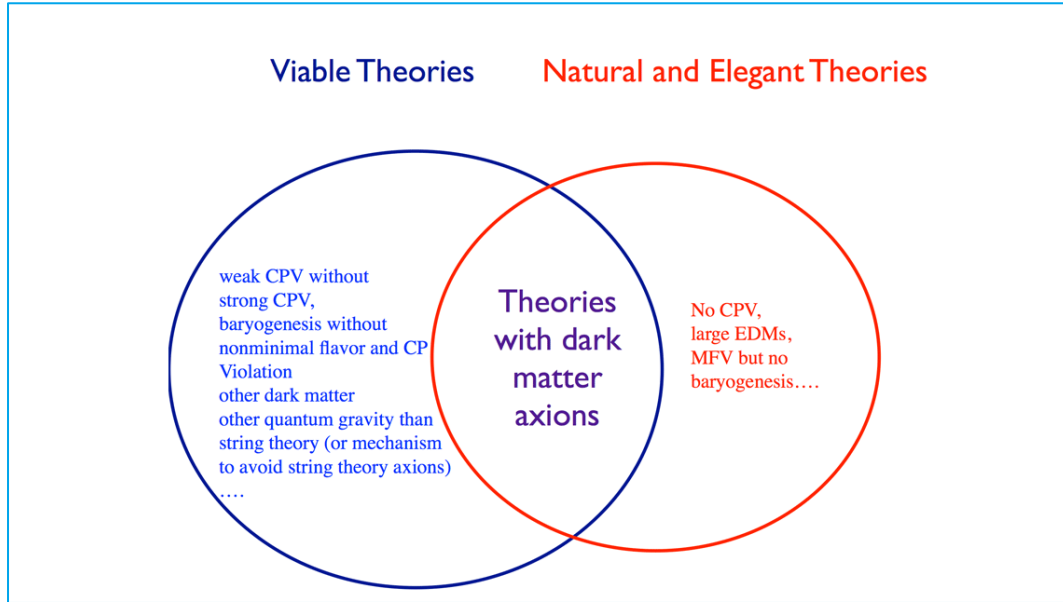 Viable Theories
Natural and Elegant Theories
weak CPV without
strong CPV,
baryogenesis without
nonminimal flavor and CP
Violation
other dark matter
other quantum gravity than
string theory (or mechanism
to avoid string theory axions)
....
Theories
with dark
matter
axions
No CPV,
large EDMs,
MFV but no
baryogenesis....